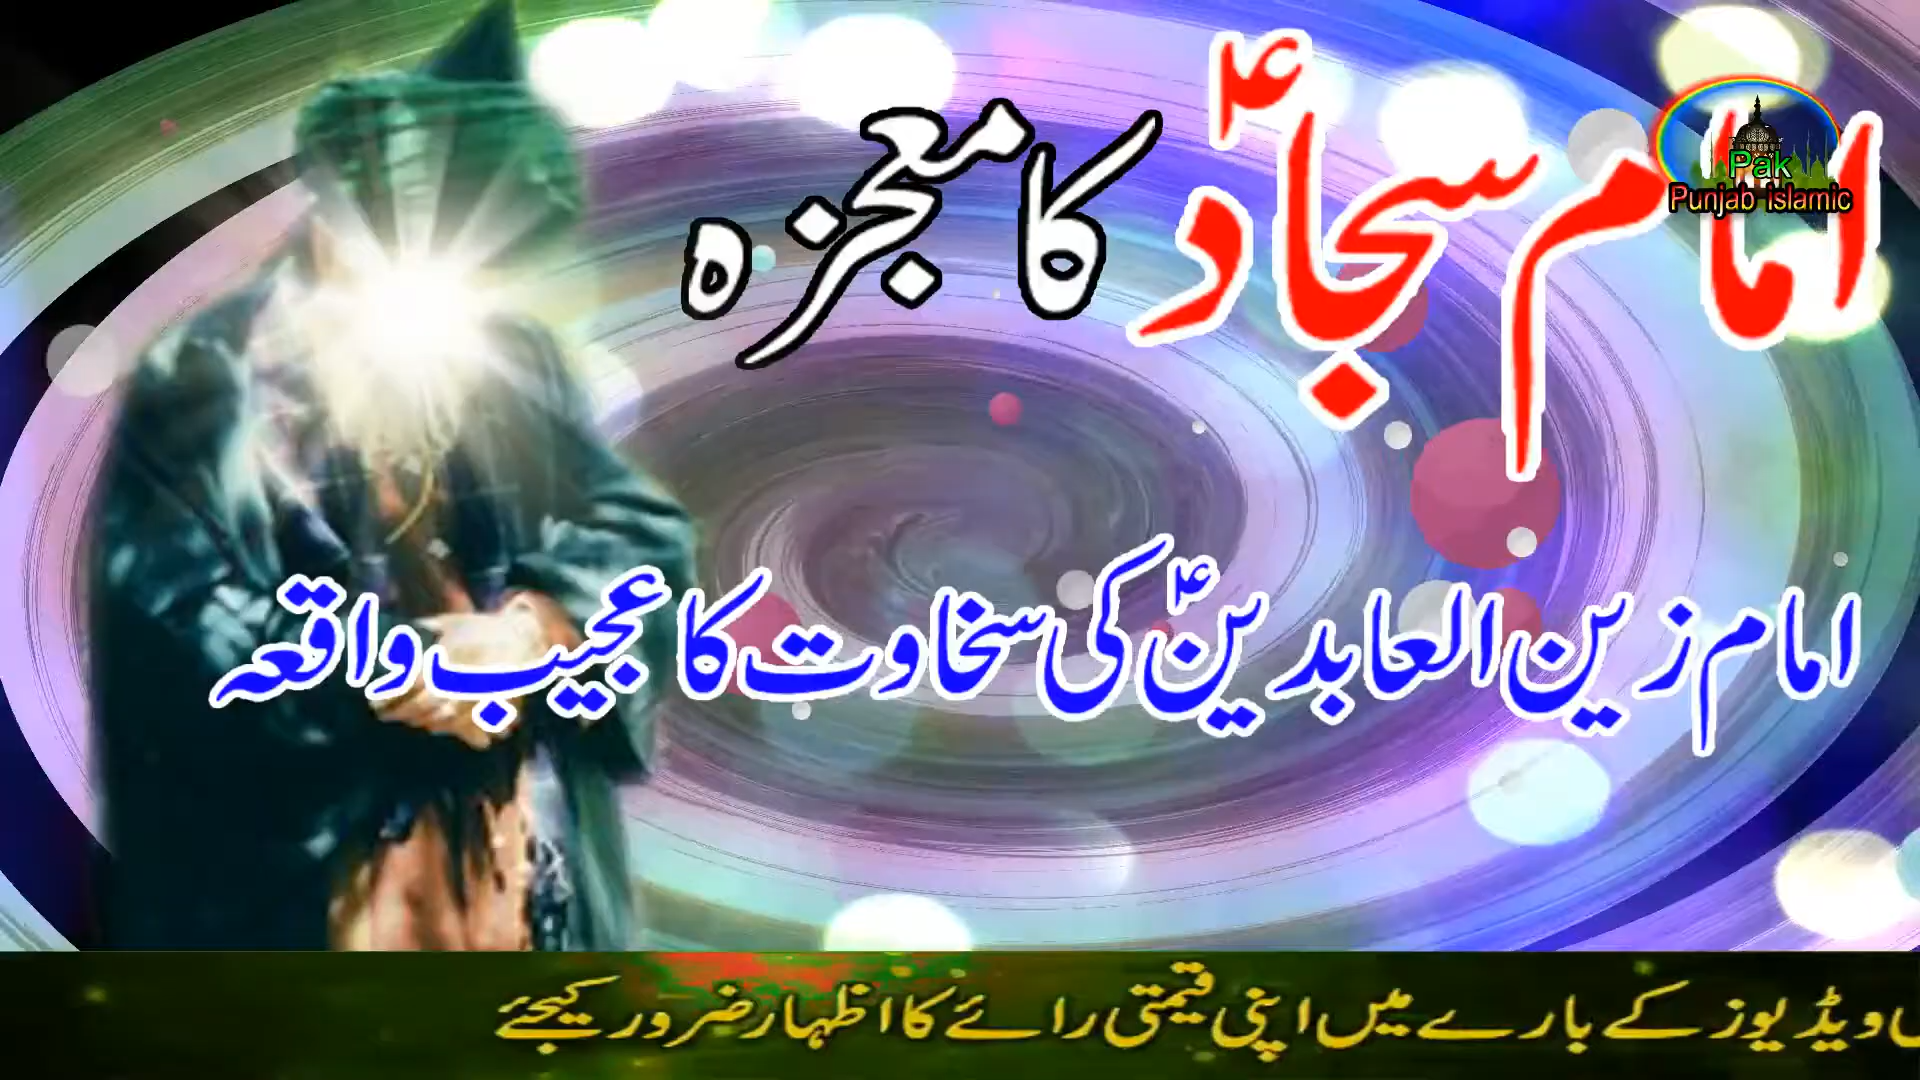 امام سجادؑ کا معجزہ
Pak
Punjab islamic
امام زین العابدینؑ کی سخاوت کا عجیب واقعہ
ویڈیوز کے بارے میں اپنی قیمتی رائے کا اظہار ضرور کیجئے